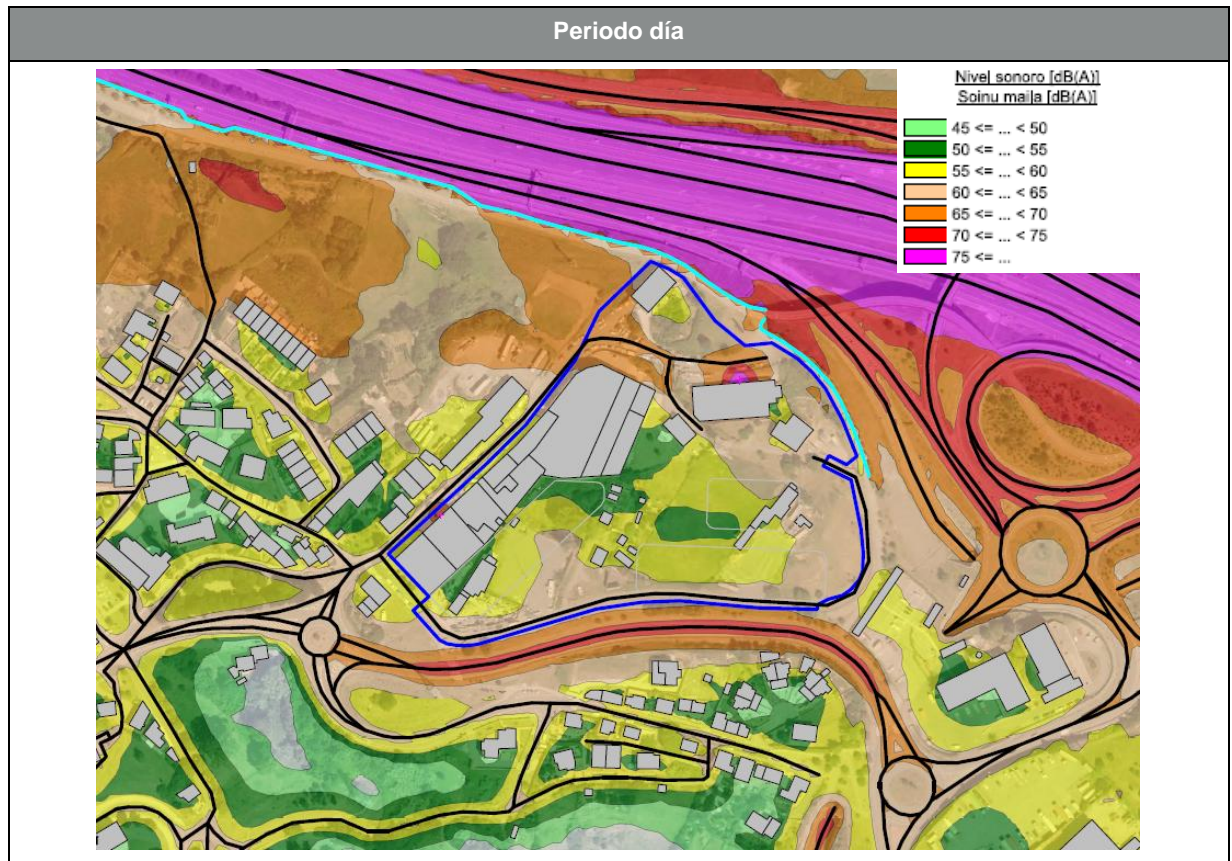 Periodo día
Nivel sonoro [dB(A)]
Soinu maila [dB(A)]
45 <= ... < 50
50 <= ... < 55
55 <= ... < 60
60 <= ... < 65
65 <= ... < 70
70 <= ... < 75
75 <= ...